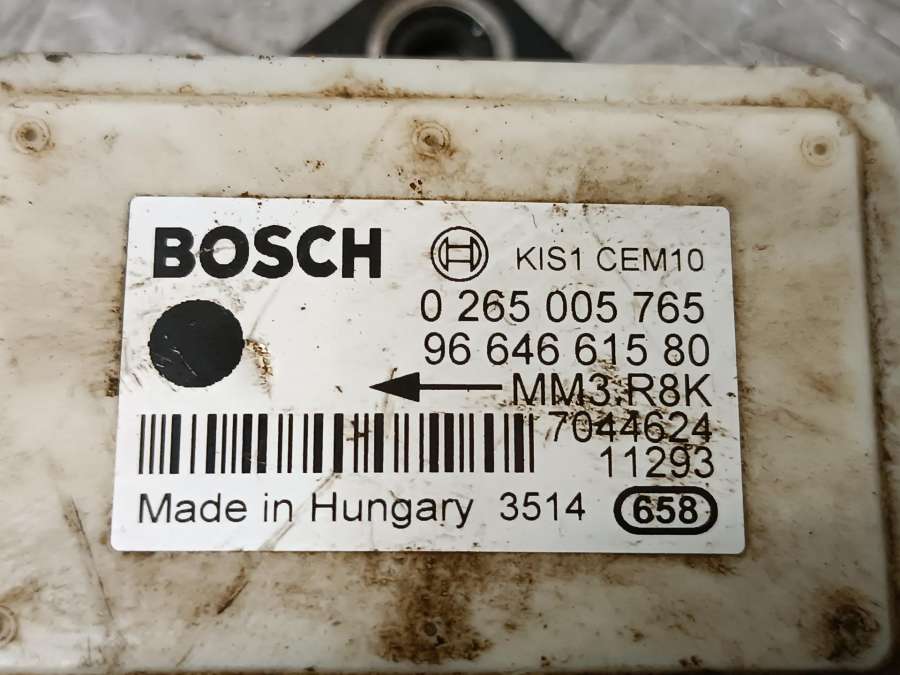 BOSCH KIS1 CEM10
0 265 005 765
96 646 615 80
MM3.R8K
7044624
11293
Made in Hungary 3514 658